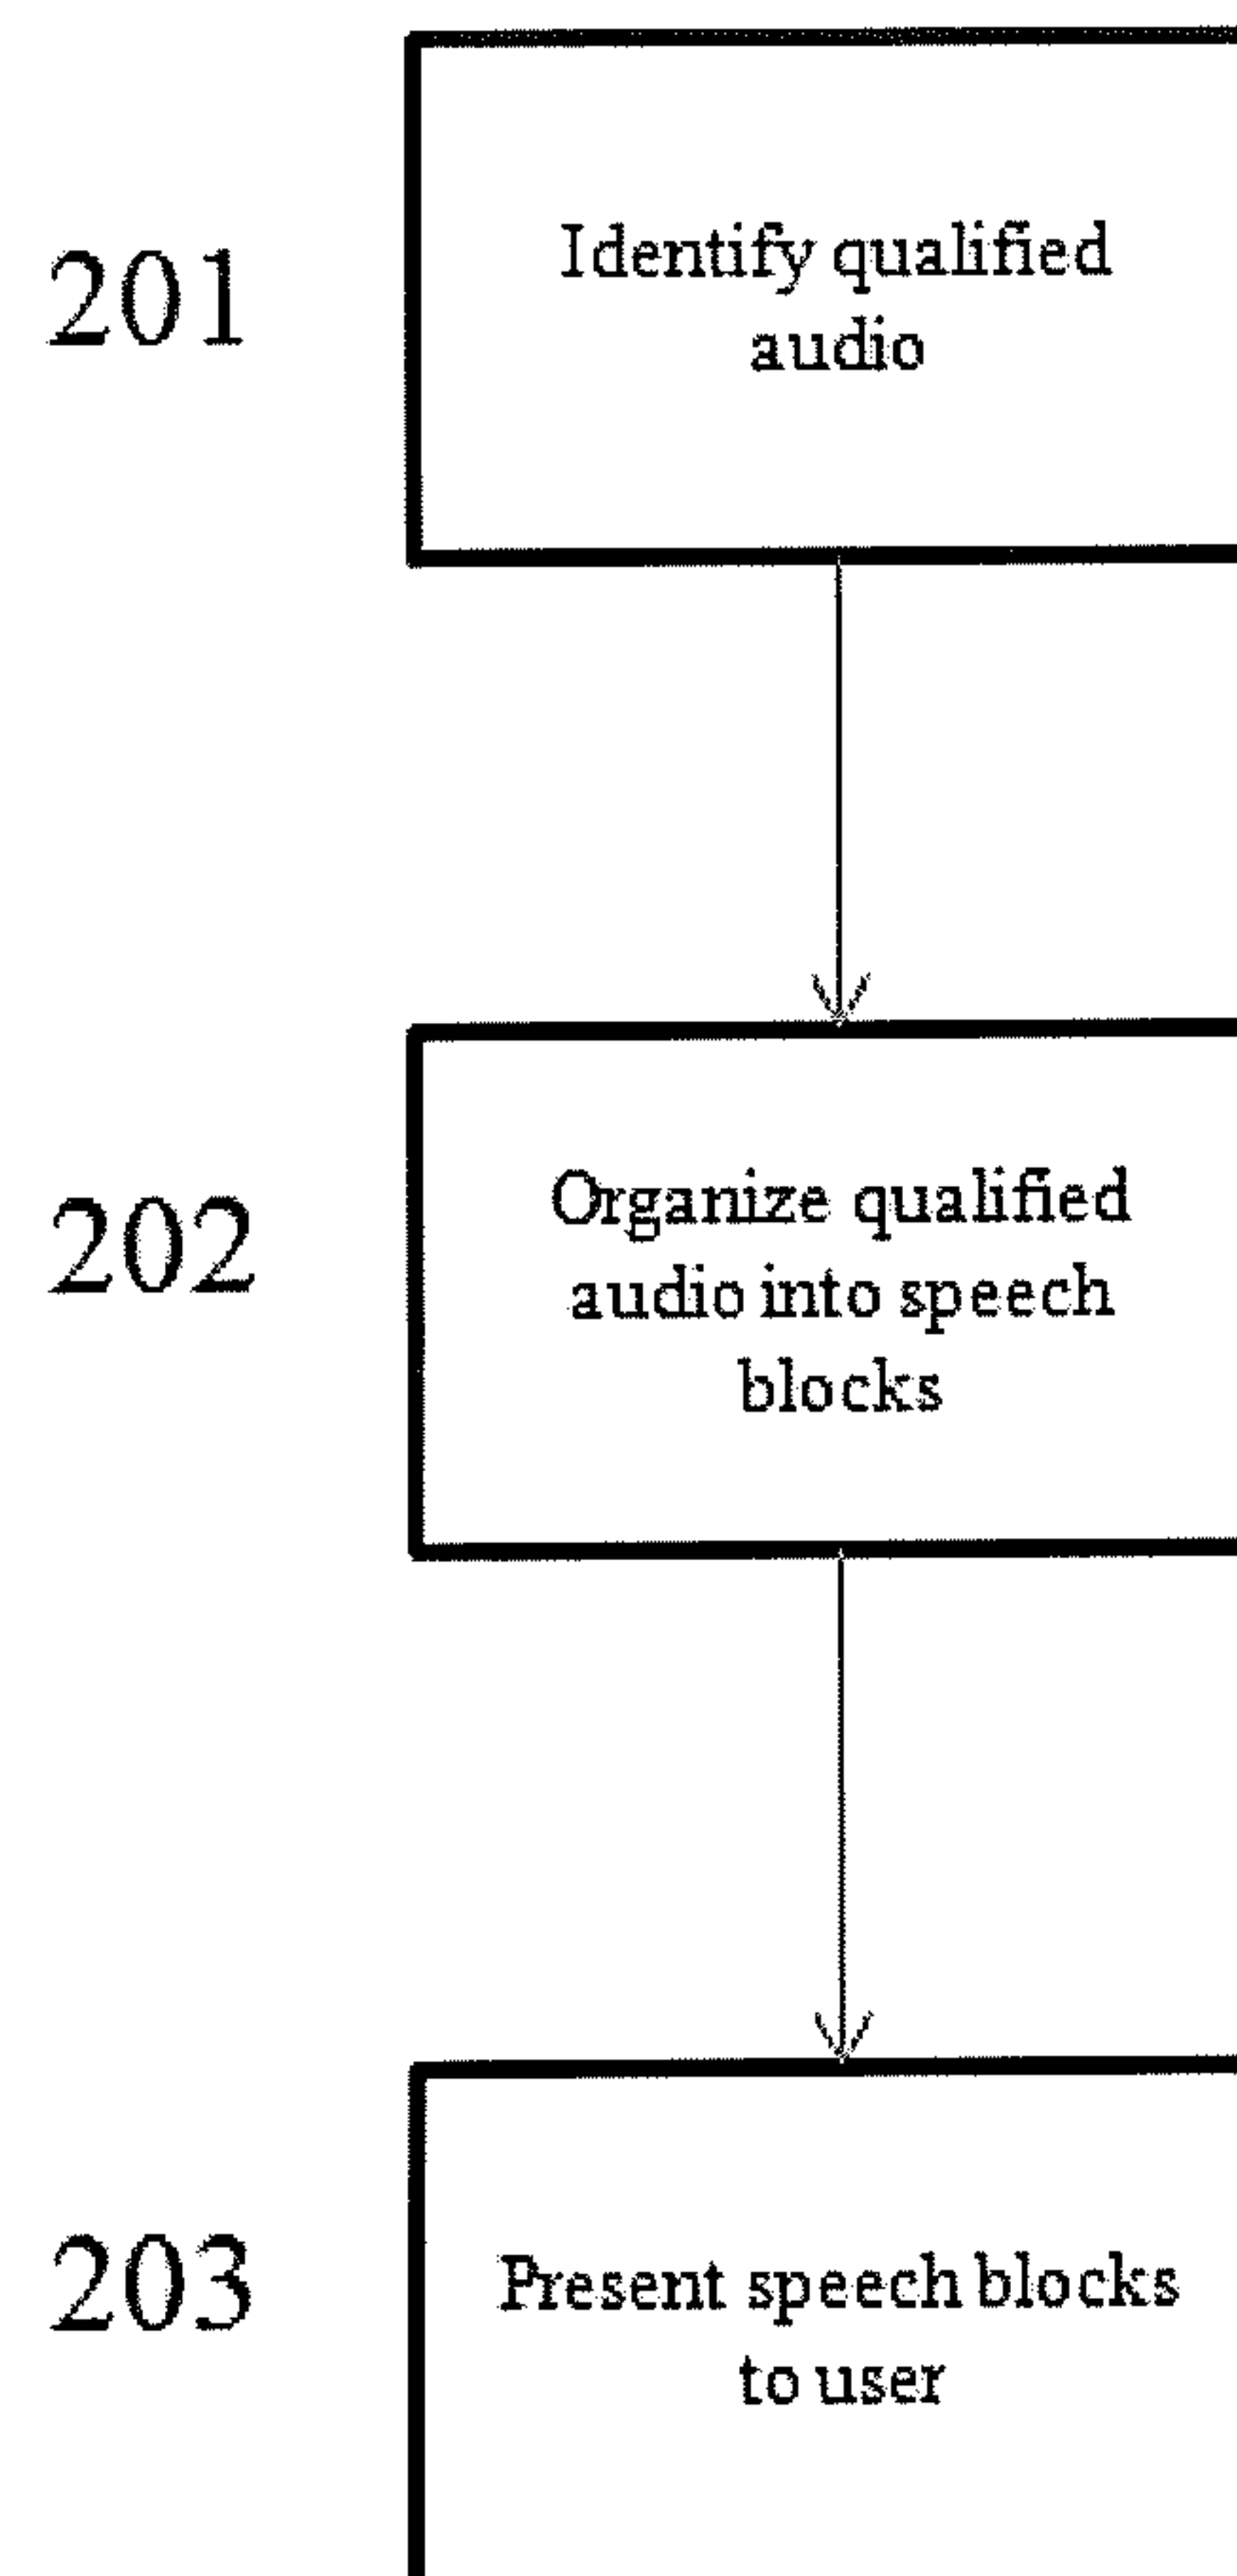 201
Identify qualified
audio
202
Organize qualified
audio into speech
blocks
203
Present speech blocks
to user